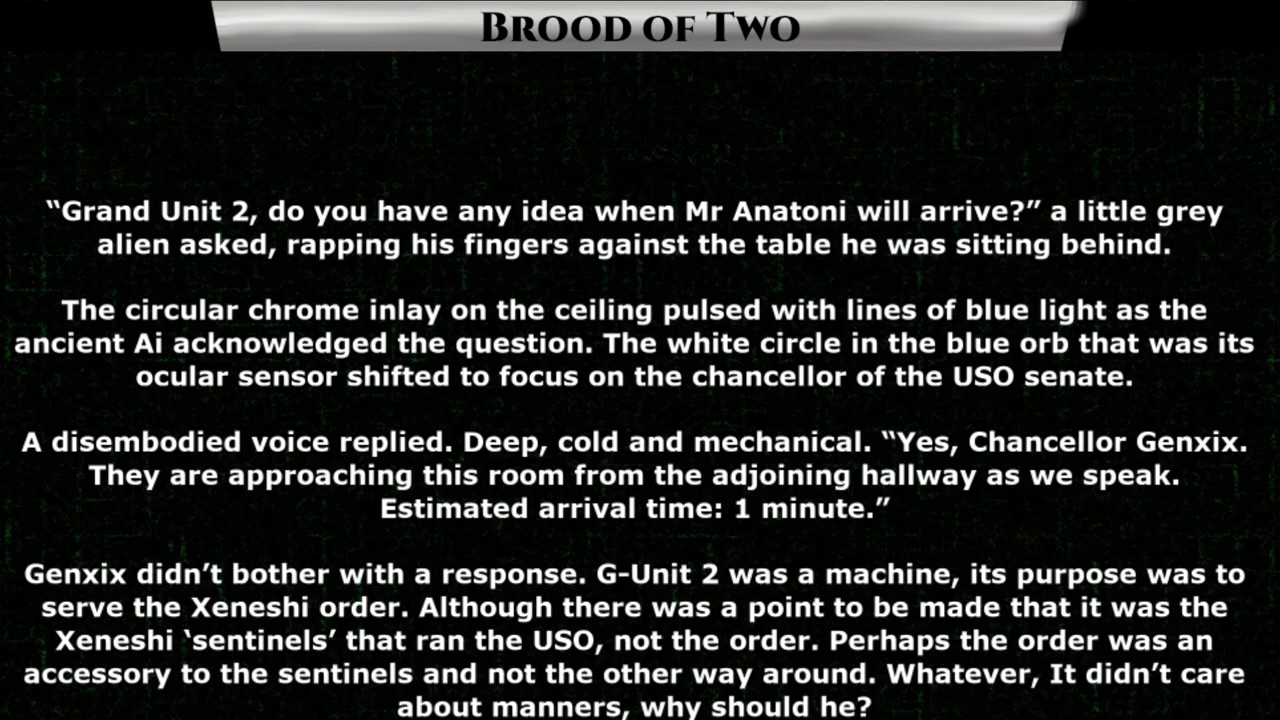 Brood of Two
“Grand Unit 2, do you have any idea when Mr Anatoni will arrive?” a little grey
alien asked, rapping his fingers against the table he was sitting behind.
The circular chrome inlay on the ceiling pulsed with lines of blue light as the
ancient Ai acknowledged the question. The white circle in the blue orb that was its
ocular sensor shifted to focus on the chancellor of the USO senate.
A disembodied voice replied. Deep, cold and mechanical. “Yes, Chancellor Genxix.
They are approaching this room from the adjoining hallway as we speak.
Estimated arrival time: 1 minute.”
Genxix didn’t bother with a response. G-Unit 2 was a machine, its purpose was to
serve the Xeneshi order. Although there was a point to be made that it was the
Xeneshi ‘sentinels’ that ran the USO, not the order. Perhaps the order was an
accessory to the sentinels and not the other way around. Whatever, It didn’t care
about manners, why should he?